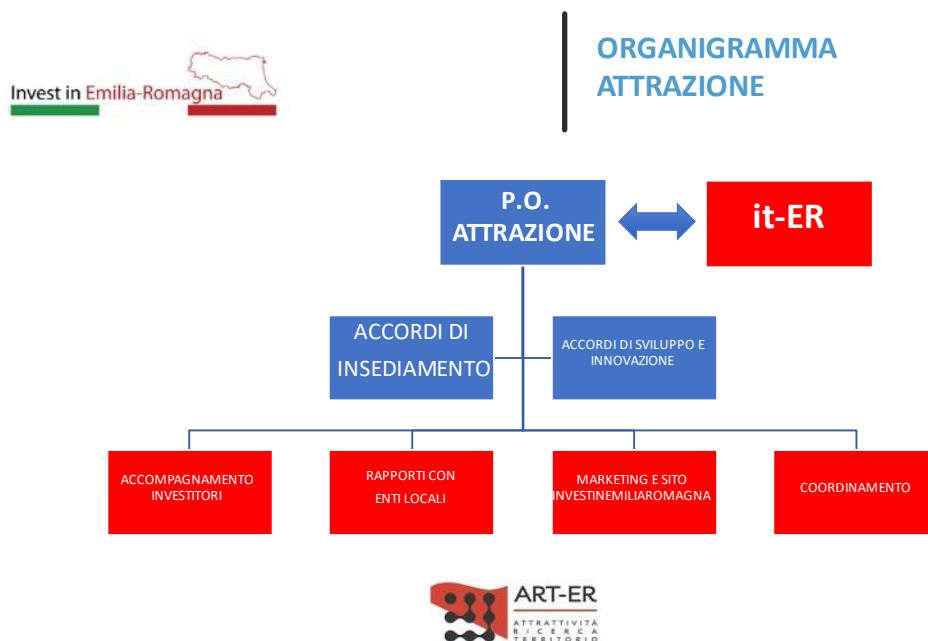 ORGANIGRAMMA
ATTRAZIONE
Invest in Emilia-Romagna
P.O.
ATTRAZIONE
it-ER
ACCORDI DI
INSEDIAMENTO
ACCORDI DI SVILUPPO E
INNOVAZIONE
ACCOMPAGNAMENTO
INVESTITORI
RAPPORTI CON
ENTI LOCALI
MARKETING E SITO
INVESTINEMILIAROMAGNA
COORDINAMENTO
ART-ER
ATTRATTIVITÀ
RICERCA
TERRITORIO